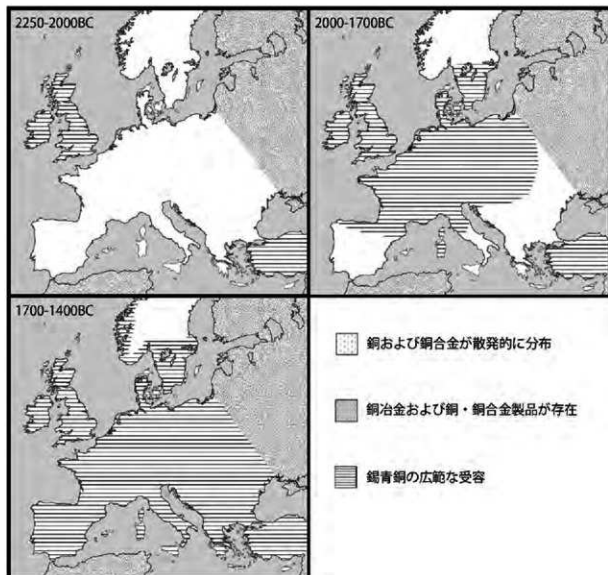 2250-2000BC
2000-1700BC
1700-1400BC
銅および銅合金が散発的に分布
銅冶金および銅・銅合金製品が存在
錫青銅の広範な受容